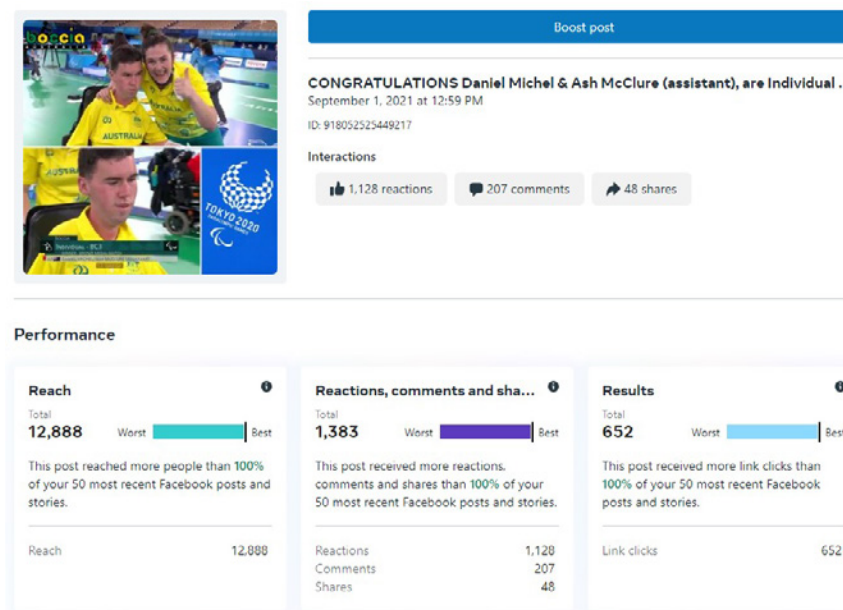 boccia
AUSTRALIA
AUSTRALIA
TOKYO 2020
PARALYMPIC GAMES
Individual - BC3
Boost post
CONGRATULATIONS Daniel Michel & Ash McClure (assistant), are Individual ...
September 1, 2021 at 12:59 PM
ID: 918052525449217
Interactions
1,128 reactions
207 comments
48 shares
Performance
Reach
Total
12,888
Worst
Best
This post reached more people than 100%
of your 50 most recent Facebook posts and
stories.
Reach 12,888
Reactions, comments and sha...
Total
1,383
Worst
Best
This post received more reactions,
comments and shares than 100% of your
50 most recent Facebook posts and stories.
Reactions 1,128
Comments 207
Shares 48
Results
Total
652
Worst
Best
This post received more link clicks than
100% of your 50 most recent Facebook
posts and stories.
Link clicks 652